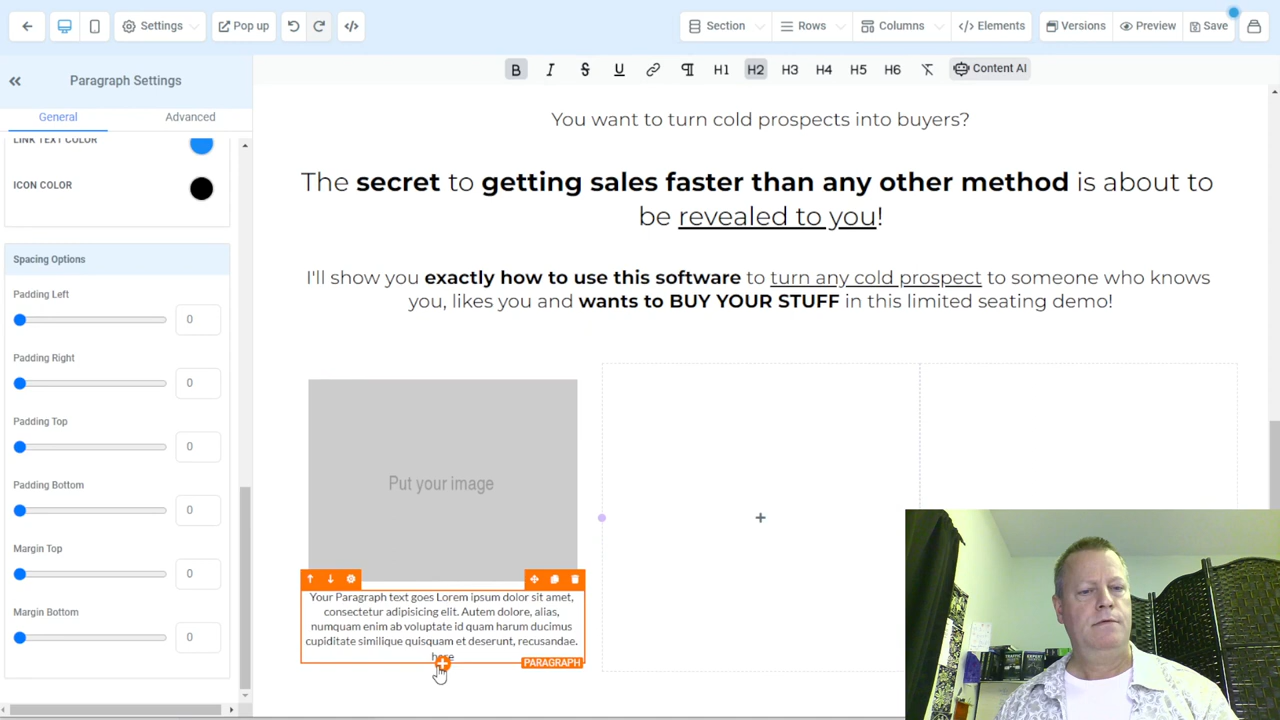 Settings
Pop up
Section
Rows
Columns
Elements
Versions
Preview
Save
Paragraph Settings
B I S U H1 H2 H3 H4 H5 H6 Content AI
General
Advanced
LINK TEXT COLOR
ICON COLOR
Spacing Options
Padding Left
0
Padding Right
0
Padding Top
0
Padding Bottom
0
Margin Top
0
Margin Bottom
0
You want to turn cold prospects into buyers?
The secret to getting sales faster than any other method is about to
be revealed to you!
I'll show you exactly how to use this software to turn any cold prospect to someone who knows
you, likes you and wants to BUY YOUR STUFF in this limited seating demo!
Put your image
Your Paragraph text goes Lorem ipsum dolor sit amet,
consectetur adipisicing elit. Autem dolore, alias,
numquam enim ab voluptate id quam harum ducimus
cupiditate similique quisquam et deserunt, recusandae.
here
PARAGRAPH